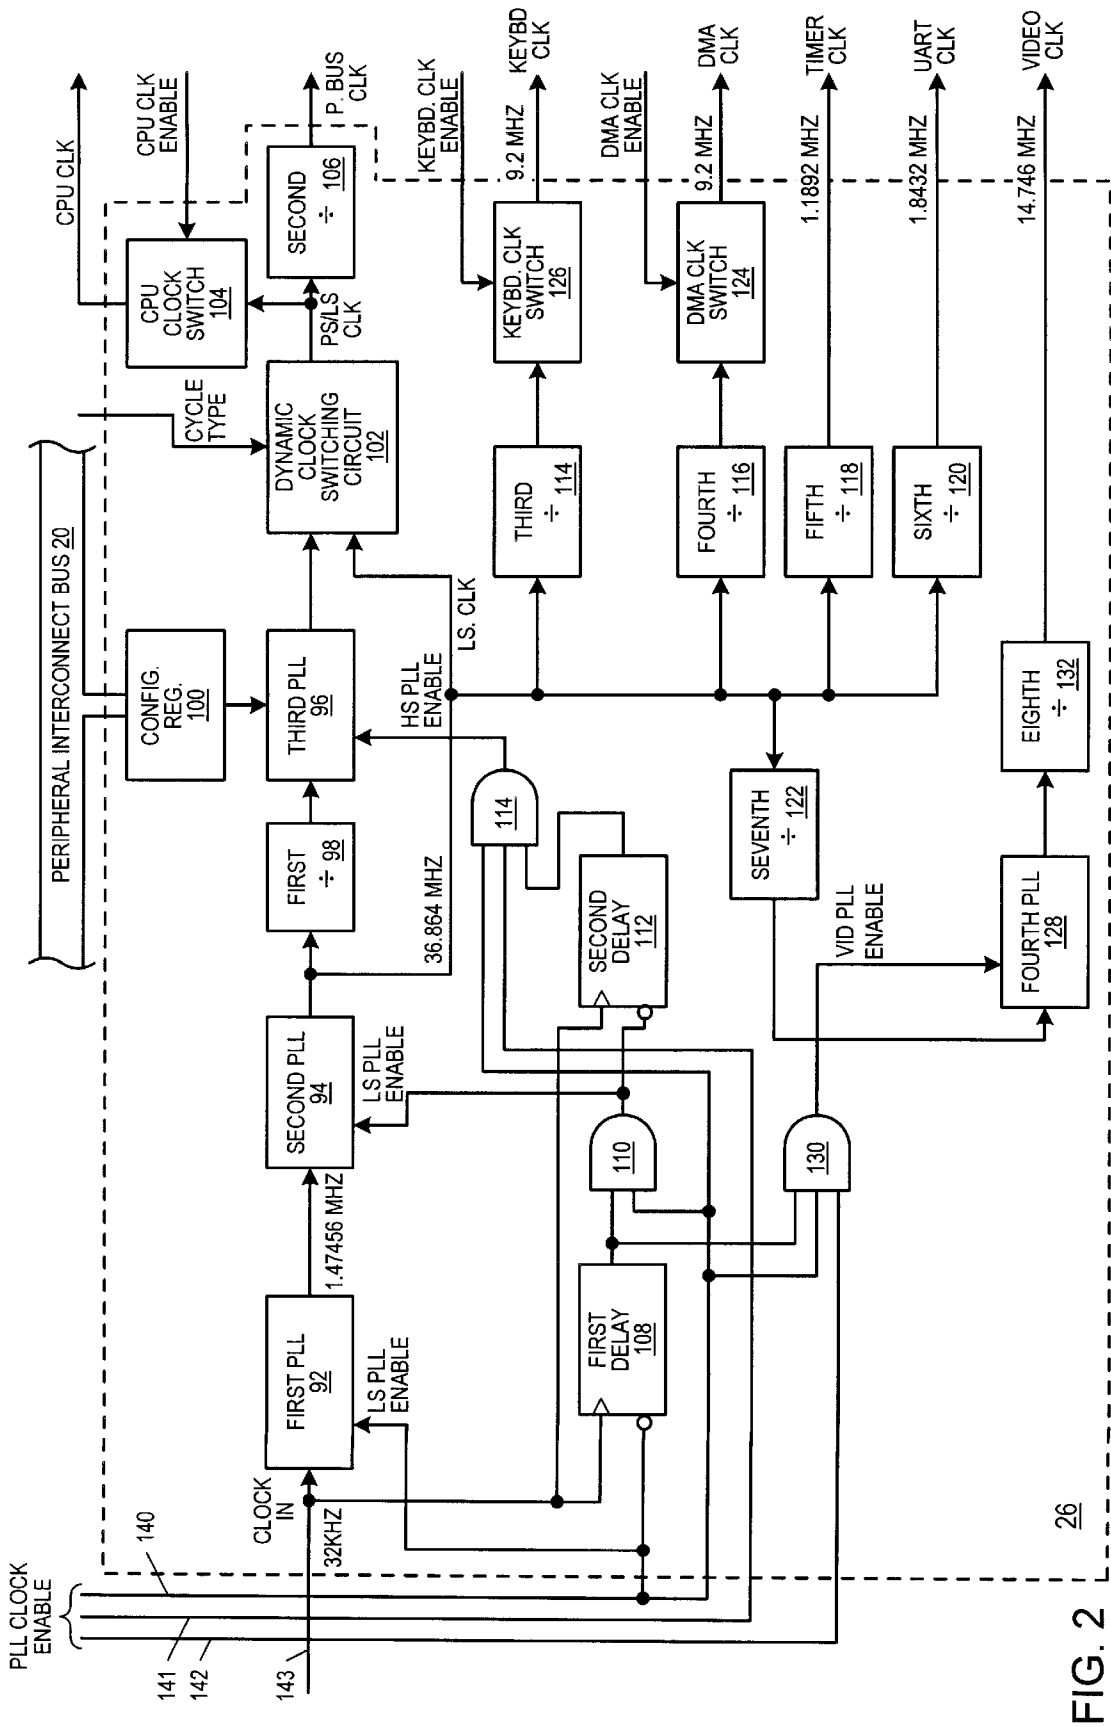 PLL CLOCK
ENABLE
140
141
142
143
CLOCK
IN
32KHZ
FIRST PLL
92
LS PLL
ENABLE
1.47456 MHZ
SECOND PLL
94
LS PLL
ENABLE
FIRST
÷ 98
36.864 MHZ
PERIPHERAL INTERCONNECT BUS 20
CONFIG.
REG.
100
THIRD PLL
96
HS PLL
ENABLE
LS. CLK
CYCLE
TYPE
DYNAMIC
CLOCK
SWITCHING
CIRCUIT
102
PS/LS
CLK
CPU
CLOCK
SWITCH
104
SECOND
÷ 106
CPU CLK
CPU CLK
ENABLE
P. BUS
CLK
FIRST
DELAY
108
110
SECOND
DELAY
112
114
130
VID PLL
ENABLE
THIRD
÷ 114
KEYBD. CLK
SWITCH
126
KEYBD. CLK
ENABLE
9.2 MHZ
KEYBD
CLK
FOURTH
÷ 116
DMA CLK
SWITCH
124
DMA CLK
ENABLE
9.2 MHZ
DMA
CLK
FIFTH
÷ 118
1.1892 MHZ
TIMER
CLK
SIXTH
÷ 120
1.8432 MHZ
UART
CLK
SEVENTH
÷ 122
FOURTH PLL
128
EIGHTH
÷ 132
14.746 MHZ
VIDEO
CLK
26
FIG. 2